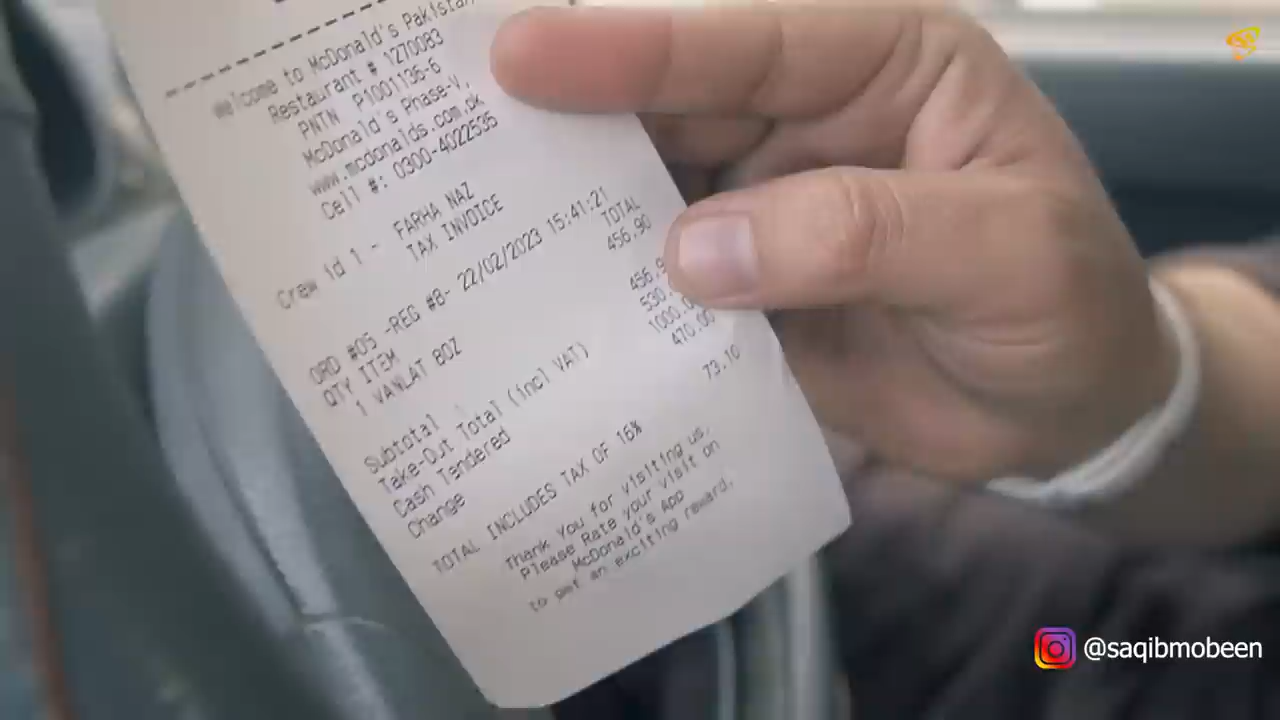 Welcome to McDonald's Pakistan,
Restaurant # 1270083
PNTN P1001136-6
McDonald's Phase-V,
www.mcdonalds.com.pk
Cell #: 0300-4022535
Crew id 1 - FARHA NAZ
TAX INVOICE
ORD #05 -REG #8- 22/02/2023 15:41:21
QTY ITEM TOTAL
1 VANLAT 8OZ 456.90
Subtotal 456.9
Take-Out Total (incl VAT) 530.
Cash Tendered 1000.0
Change 470.00
TOTAL INCLUDES TAX OF 16% 73.10
Thank You for visiting us,
Please Rate your visit on
McDonald's App
to get an exciting reward.
@saqibmobeen